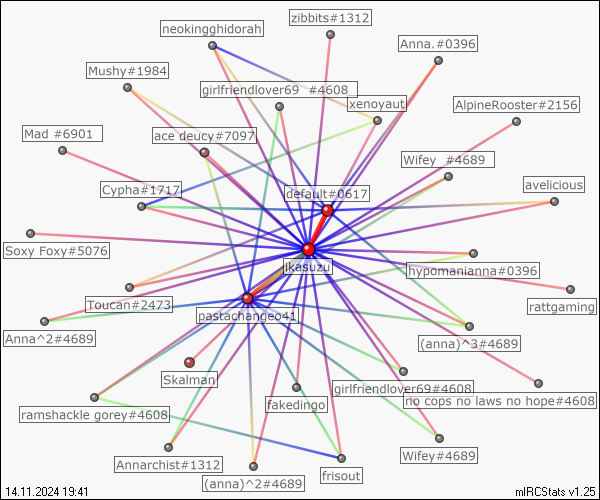 zibbits#1312
neokingghidorah
Anna.#0396
Mushy#1984
girlfriendlover69 #4608
xenoyaut
AlpineRooster#2156
Mad #6901
ace deucy#7097
Wifey #4689
Cypha#1717
default#0617
avelicious
Soxy Foxy#5076
ikasuzu
hypomanianna#0396
Toucan#2473
rattgaming
pastachangeo41
Anna^2#4689
(anna)^3#4689
Skalman
girlfriendlover69#4608
fakedingo
no cops no laws no hope#4608
ramshackle gorey#4608
Wifey#4689
Annarchist#1312
frisout
(anna)^2#4689
14.11.2024 19:41
mIRCStats v1.25